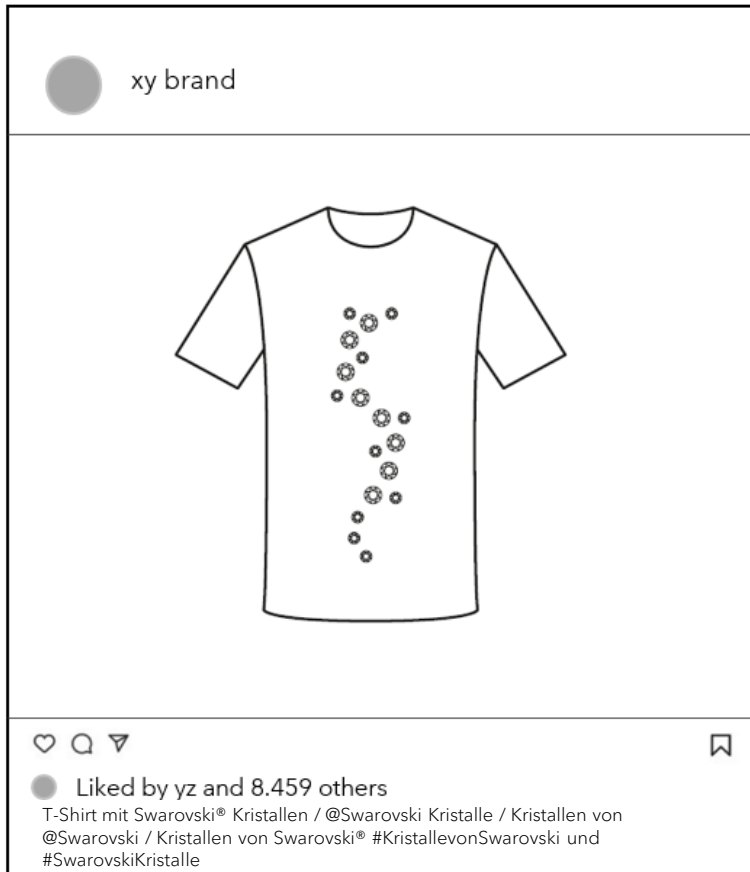 xy brand
Liked by yz and 8.459 others
T-Shirt mit Swarovski® Kristallen / @Swarovski Kristalle / Kristallen von
@Swarovski / Kristallen von Swarovski® #KristallevonSwarovski und
#SwarovskiKristalle